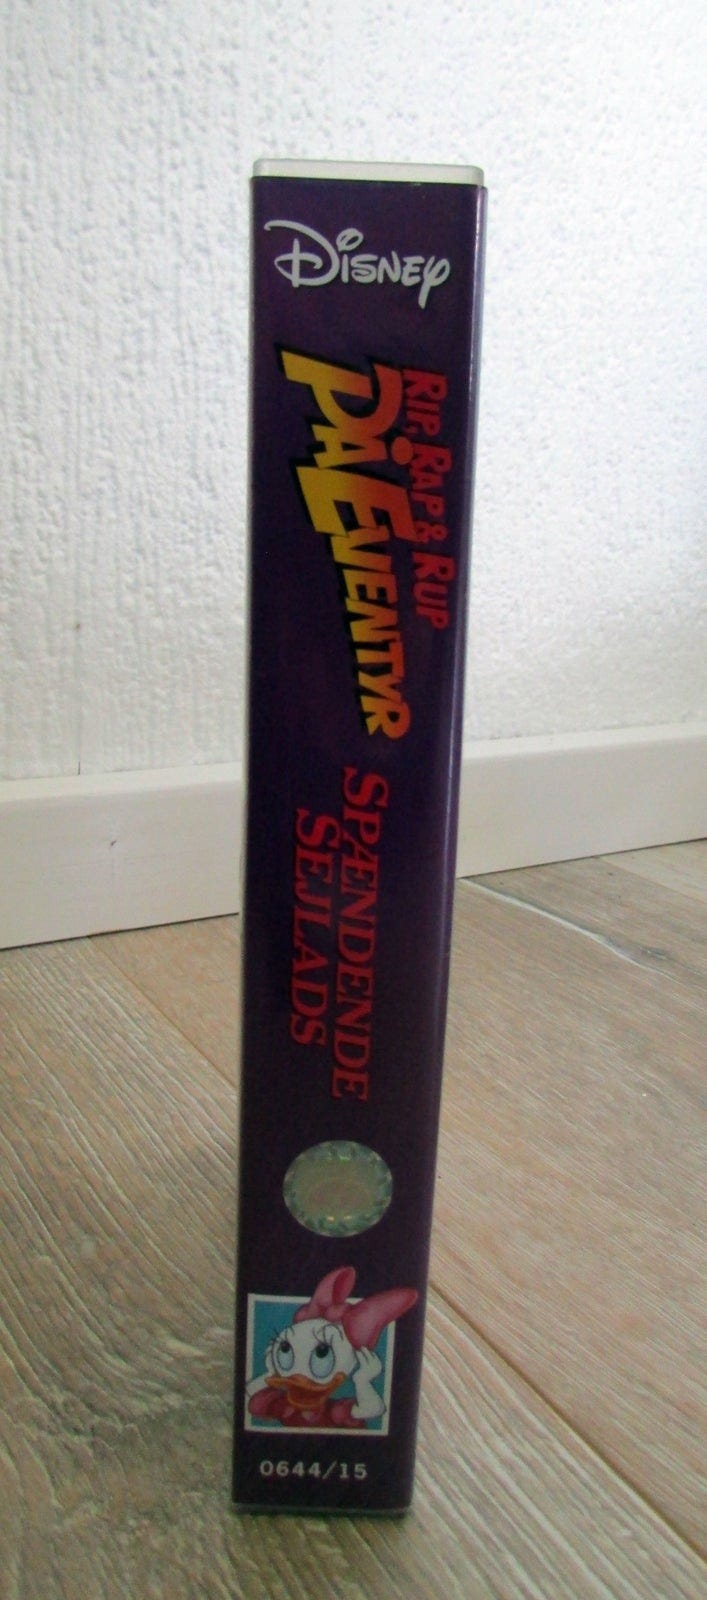 Disney
RIP, RAP & RUP
PÅ EVENTYR
SPÆNDENDE
SEJLADS
0644/15